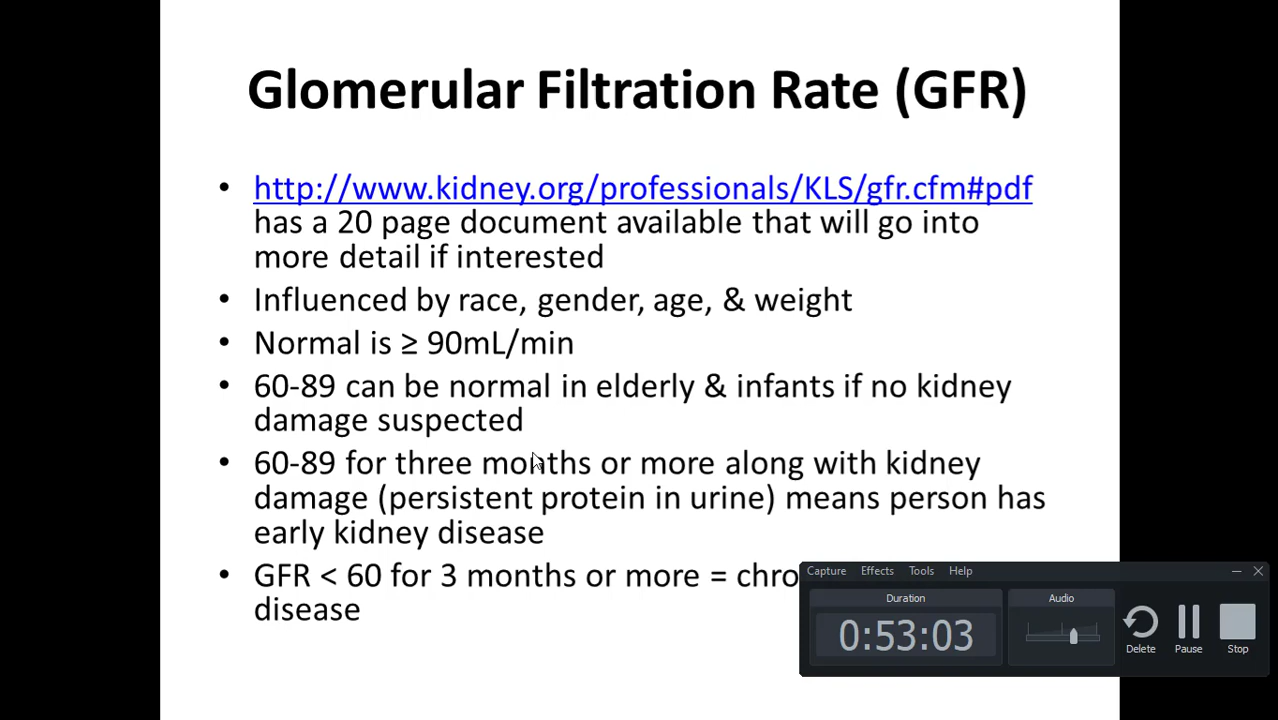 Glomerular Filtration Rate (GFR)
• http://www.kidney.org/professionals/KLS/gfr.cfm#pdf
has a 20 page document available that will go into
more detail if interested
• Influenced by race, gender, age, & weight
• Normal is ≥ 90mL/min
• 60-89 can be normal in elderly & infants if no kidney
damage suspected
• 60-89 for three months or more along with kidney
damage (persistent protein in urine) means person has
early kidney disease
• GFR < 60 for 3 months or more = chro
disease
Capture Effects Tools Help
Duration
Audio
0:53:03
Delete Pause Stop